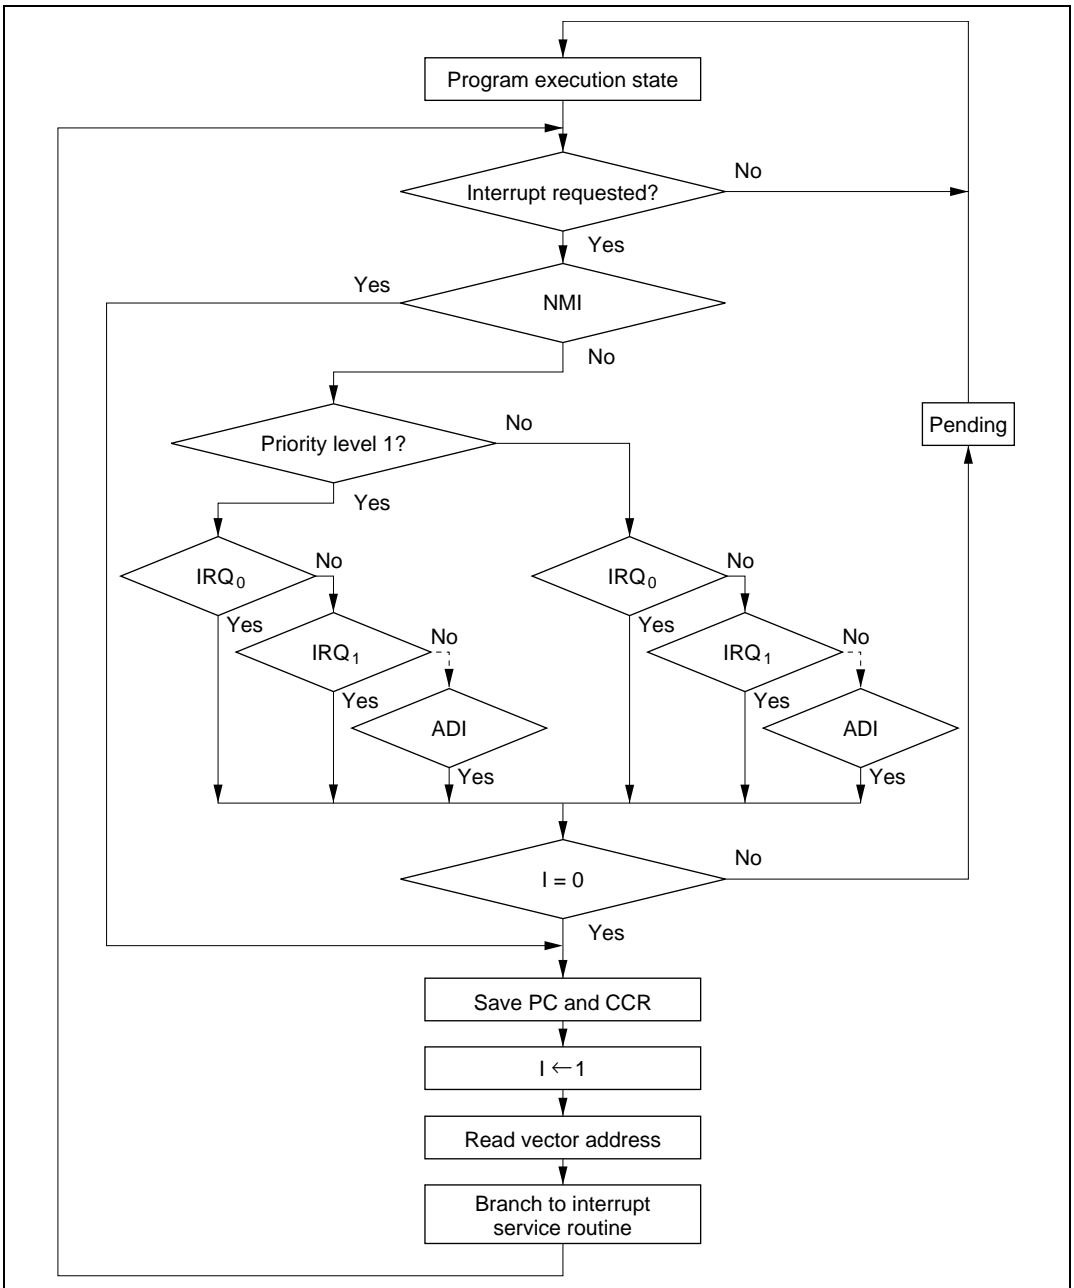 Program execution state
Interrupt requested?
No
Yes
Yes
NMI
No
Priority level 1?
No
Pending
Yes
IRQ0
No
IRQ0
No
Yes
IRQ1
No
Yes
IRQ1
No
Yes
ADI
Yes
ADI
Yes
Yes
I = 0
No
Yes
Save PC and CCR
I ← 1
Read vector address
Branch to interrupt
service routine